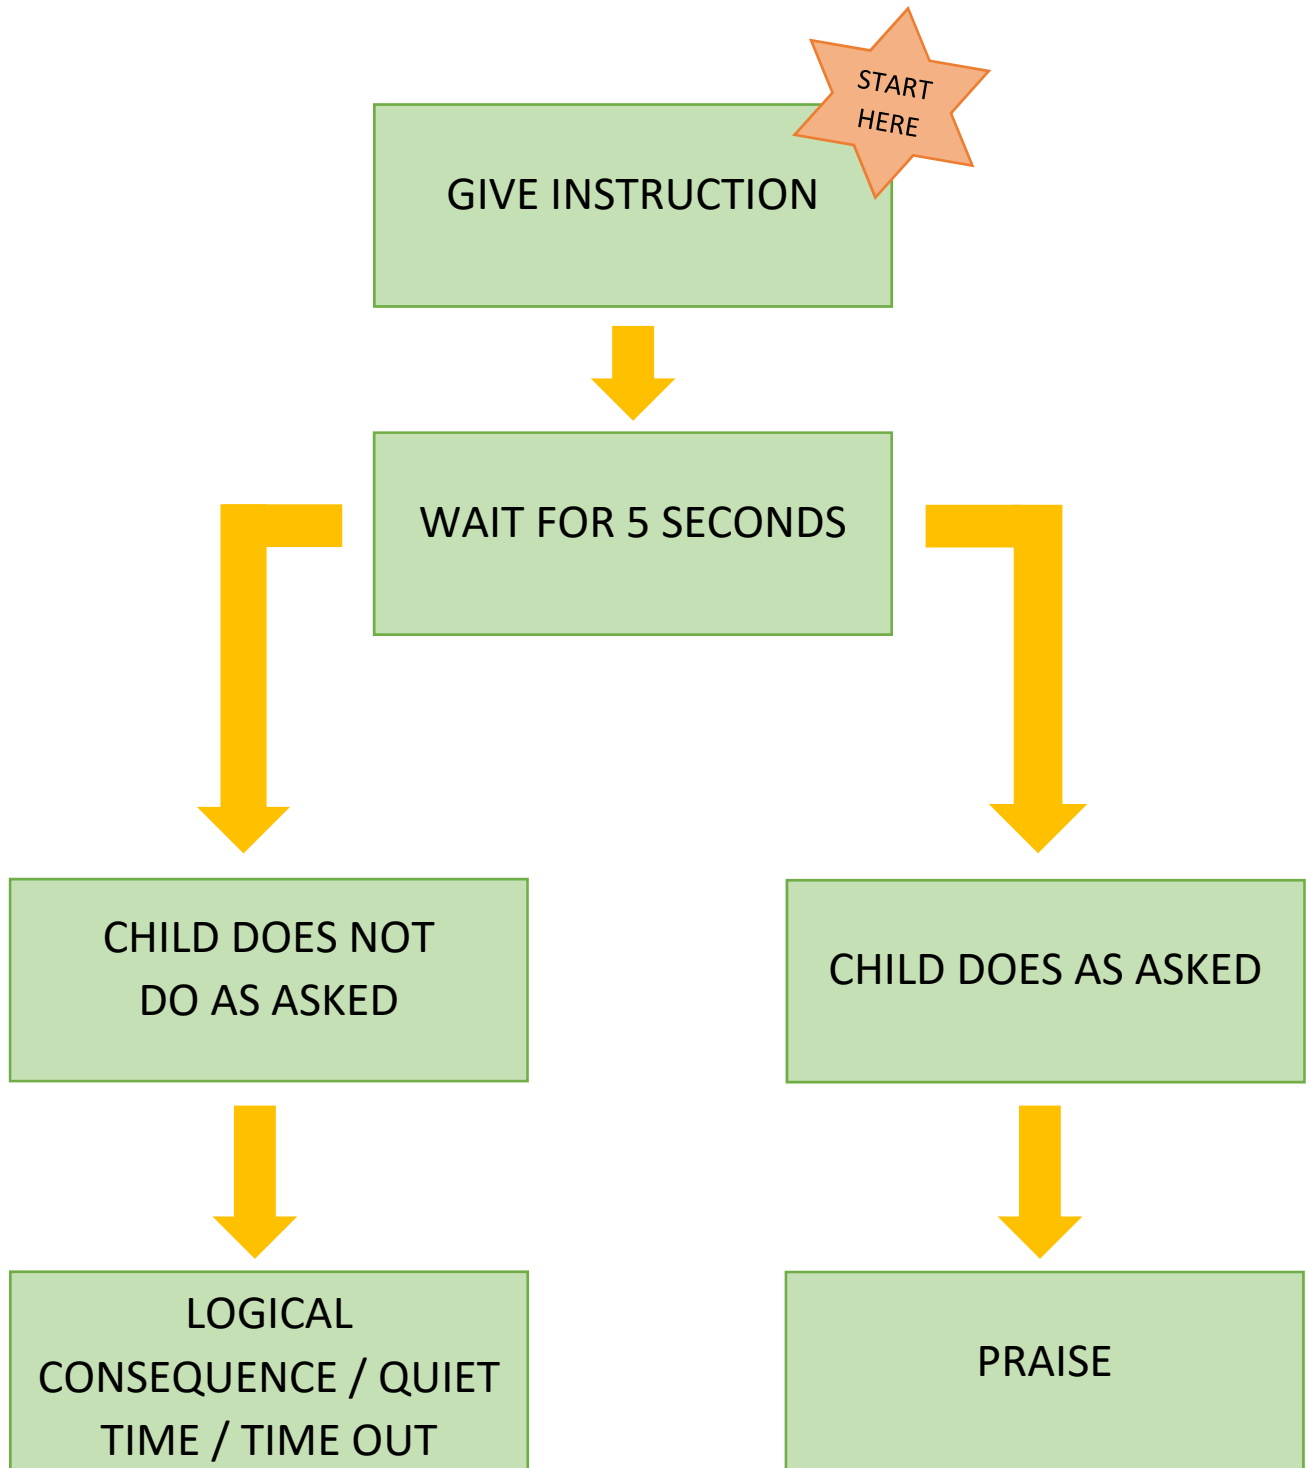 START
HERE
GIVE INSTRUCTION
WAIT FOR 5 SECONDS
CHILD DOES NOT
DO AS ASKED
CHILD DOES AS ASKED
LOGICAL
CONSEQUENCE / QUIET
TIME / TIME OUT
PRAISE